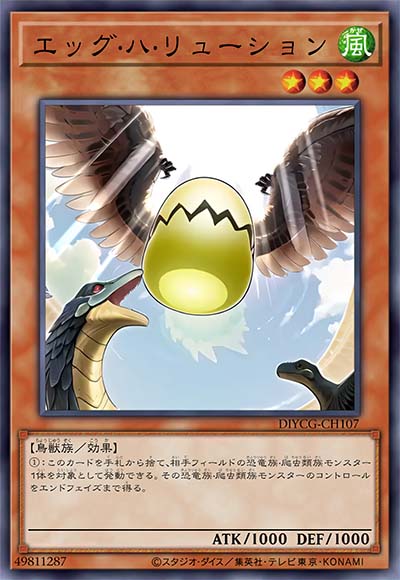 エッグ・ハ・リューション
風
DIYCG-CH107
【鳥獣族／効果】
①：このカードを手札から捨て、相手フィールドの恐竜族・爬虫類族モンスター
1体を対象として発動できる。その恐竜族・爬虫類族モンスターのコントロール
をエンドフェイズまで得る。
ATK/1000 DEF/1000
49811287 ©スタジオ・ダイス／集英社・テレビ東京・KONAMI